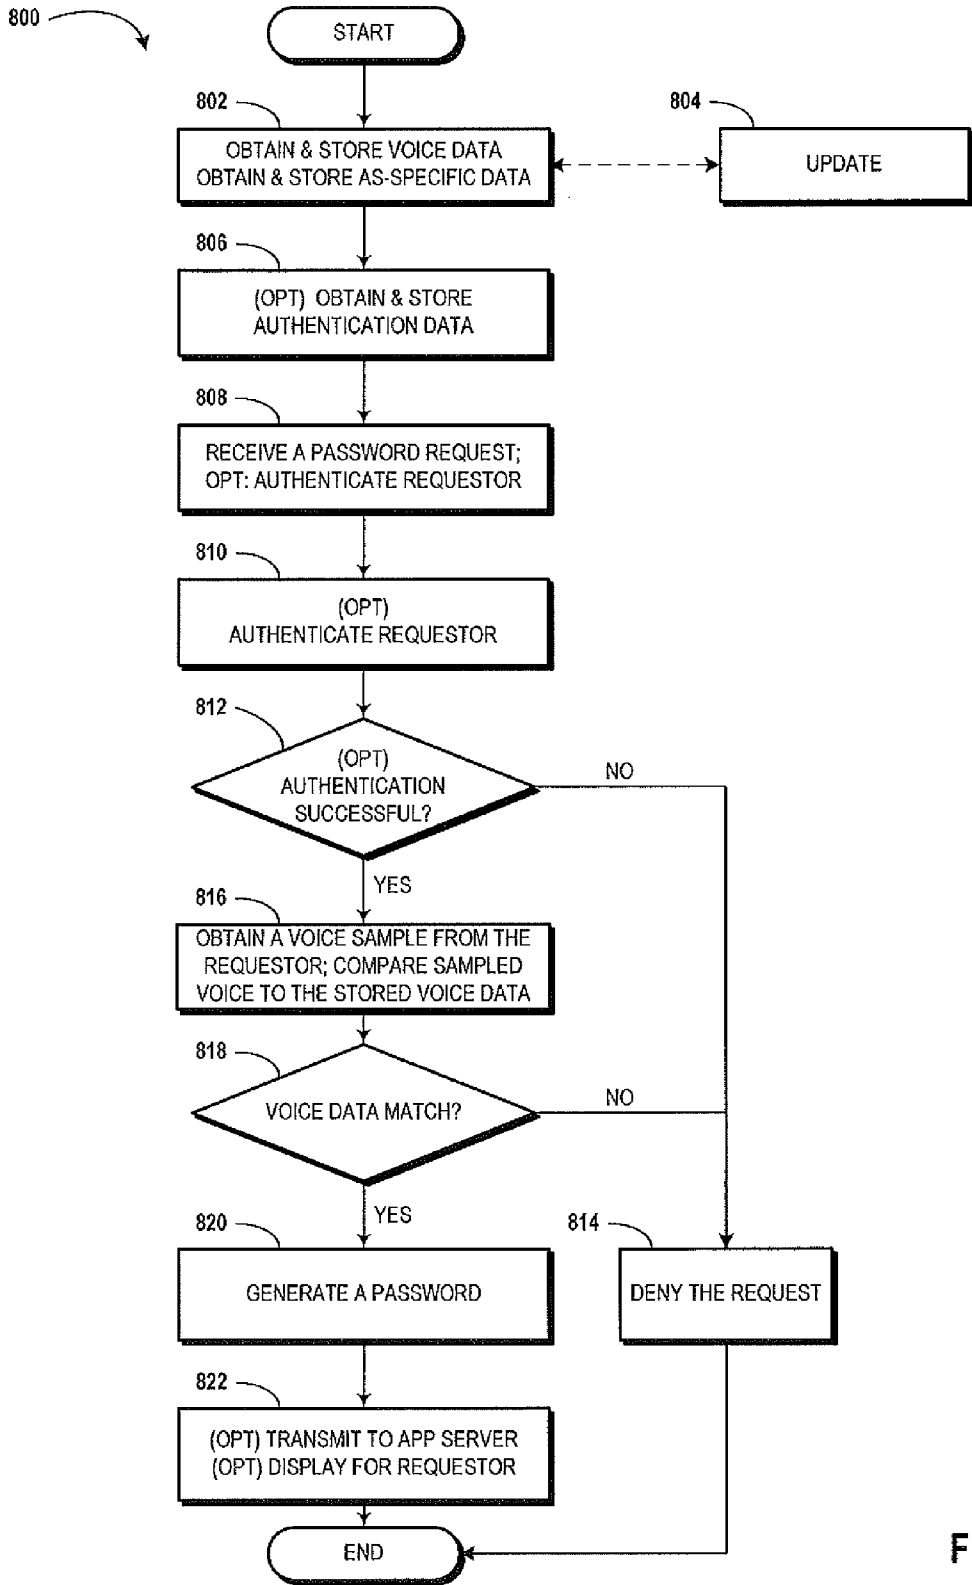 800
START
802
OBTAIN & STORE VOICE DATA
OBTAIN & STORE AS-SPECIFIC DATA
804
UPDATE
806
(OPT) OBTAIN & STORE
AUTHENTICATION DATA
808
RECEIVE A PASSWORD REQUEST;
OPT: AUTHENTICATE REQUESTOR
810
(OPT)
AUTHENTICATE REQUESTOR
812
(OPT)
AUTHENTICATION
SUCCESSFUL?
NO
YES
816
OBTAIN A VOICE SAMPLE FROM THE
REQUESTOR; COMPARE SAMPLED
VOICE TO THE STORED VOICE DATA
818
VOICE DATA MATCH?
NO
YES
820
GENERATE A PASSWORD
814
DENY THE REQUEST
822
(OPT) TRANSMIT TO APP SERVER
(OPT) DISPLAY FOR REQUESTOR
END